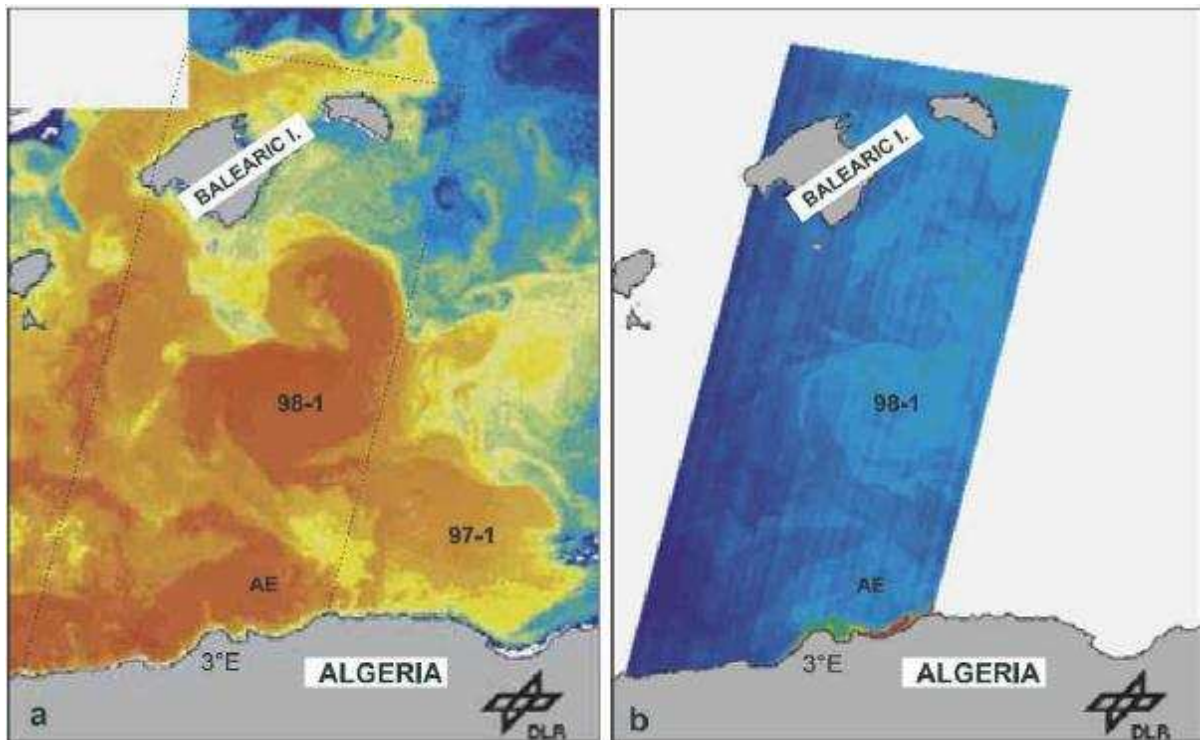 BALEARIC I.
98-1
97-1
AE
3°E
ALGERIA
a
DLR
BALEARIC I.
98-1
AE
3°E
ALGERIA
b
DLR